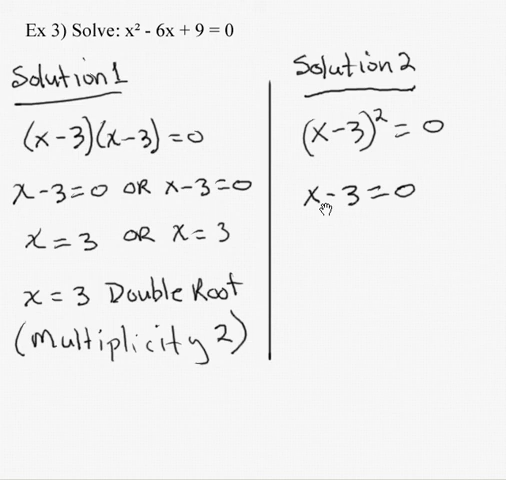 Ex 3) Solve: x² - 6x + 9 = 0
Solution 1
(x-3)(x-3)=0
x-3=0 OR x-3=0
x=3 OR x=3
x=3 Double Root
(Multiplicity 2)
Solution 2
(x-3)²=0
x-3=0